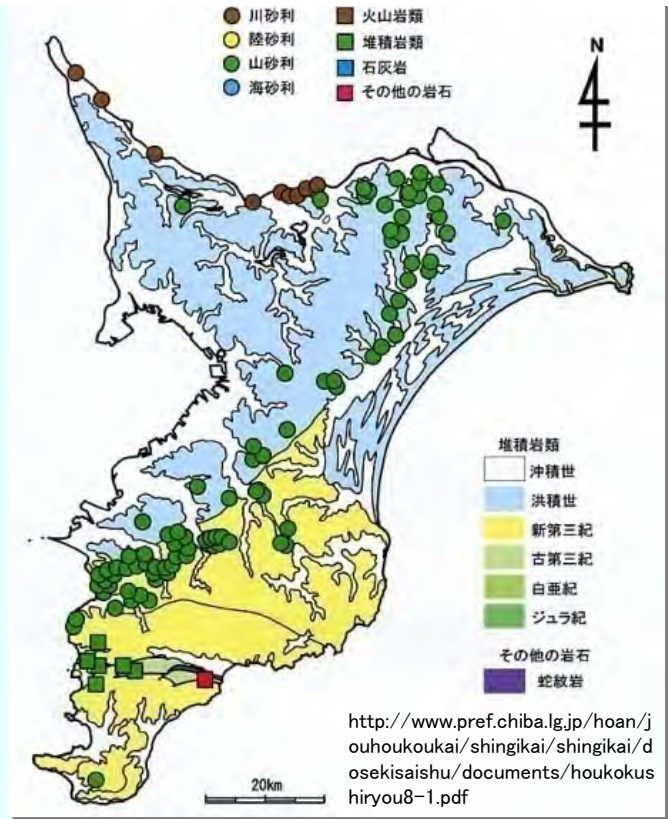 川砂利
陸砂利
山砂利
海砂利
火山岩類
堆積岩類
石灰岩
その他の岩石
N
堆積岩類
沖積世
洪積世
新第三紀
古第三紀
白亜紀
ジュラ紀
その他の岩石
蛇紋岩
http://www.pref.chiba.lg.jp/hoan/j
ouhoukoukai/shingikai/shingikai/d
osekisaishu/documents/houkokus
hiryou8-1.pdf
20km